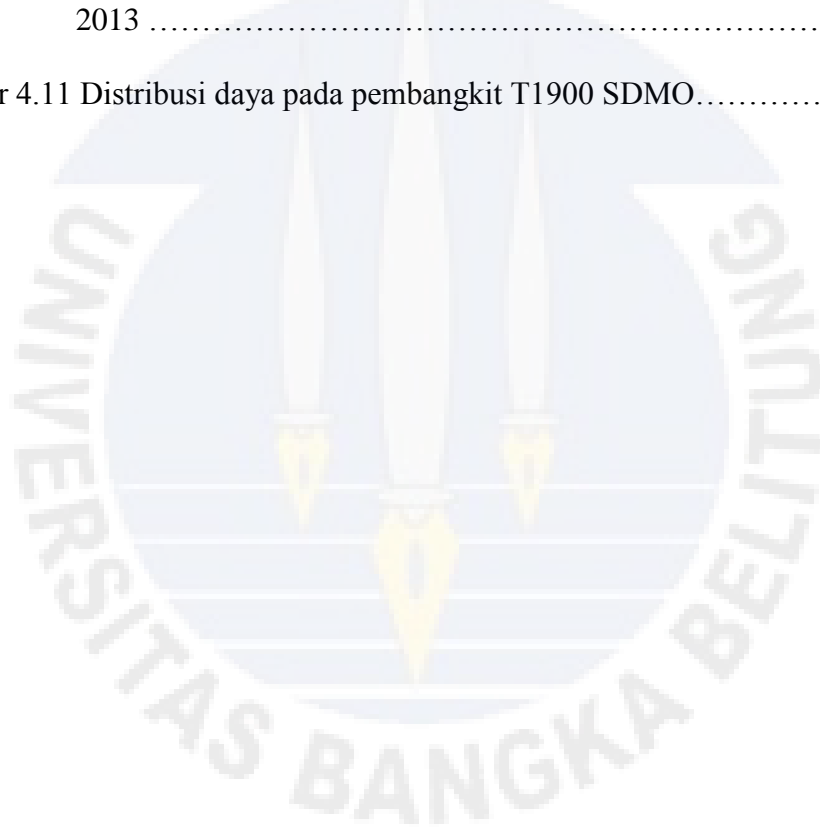 2013 ……………………………………………………………
r 4.11 Distribusi daya pada pembangkit T1900 SDMO…………
UNIVERSITAS BANGKA BELITUNG